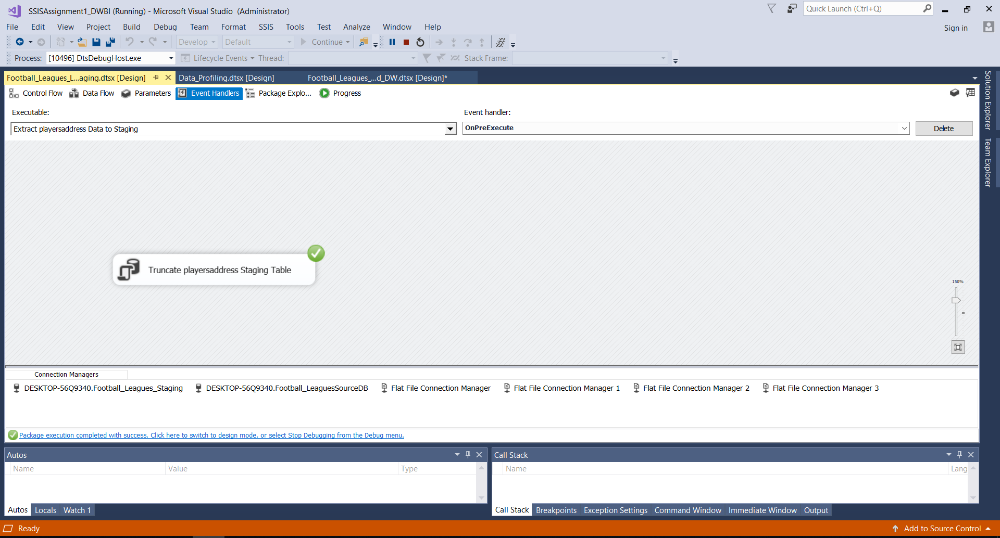 SSISAssignment1_DWBI (Running) - Microsoft Visual Studio (Administrator)
Quick Launch (Ctrl+Q)
File Edit View Project Build Debug Team Format SSIS Tools Test Analyze Window Help
Sign in
Develop Default Continue
Process: [10496] DtsDebugHost.exe Lifecycle Events Thread: Stack Frame:
Football_Leagues_L...aging.dtsx [Design] Data_Profiling.dtsx [Design] Football_Leagues_...d_DW.dtsx [Design]*
Control Flow Data Flow Parameters Event Handlers Package Explo... Progress
Solution Explorer
Team Explorer
Executable: Event handler:
Extract playersaddress Data to Staging OnPreExecute Delete
Truncate playersaddress Staging Table
150%
Connection Managers
DESKTOP-56Q9340.Football_Leagues_Staging DESKTOP-56Q9340.Football_LeaguesSourceDB Flat File Connection Manager Flat File Connection Manager 1 Flat File Connection Manager 2 Flat File Connection Manager 3
Package execution completed with success. Click here to switch to design mode, or select Stop Debugging from the Debug menu.
Autos
Name Value Type
Autos Locals Watch 1
Call Stack
Name Lang
Call Stack Breakpoints Exception Settings Command Window Immediate Window Output
Ready Add to Source Control